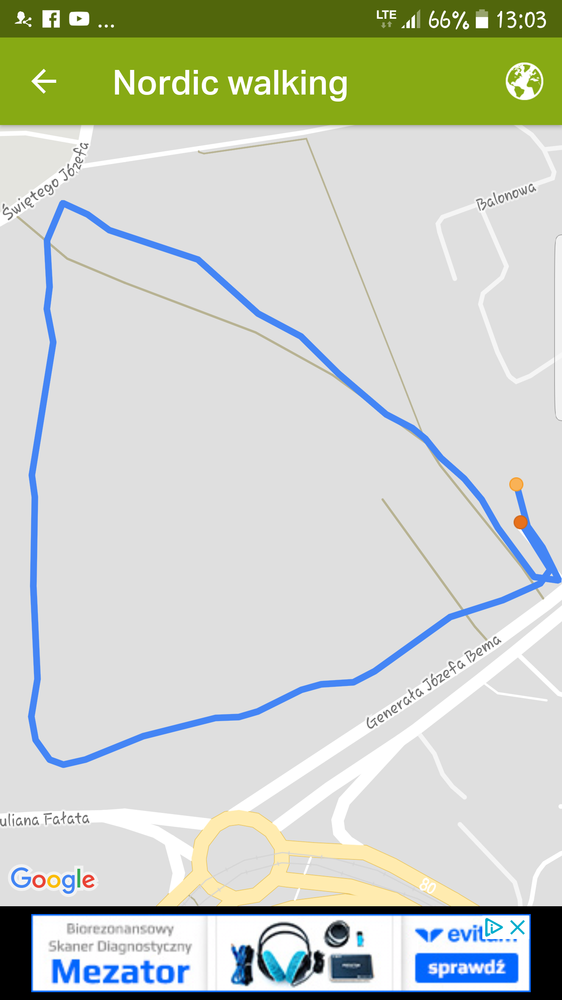 ... LTE 66% 13:03
Nordic walking
Świętego Józefa
Balonowa
Generała Józefa Bema
uliana Fałata
80
Google
Biorezonansowy
Skaner Diagnostyczny
Mezator
sprawdź